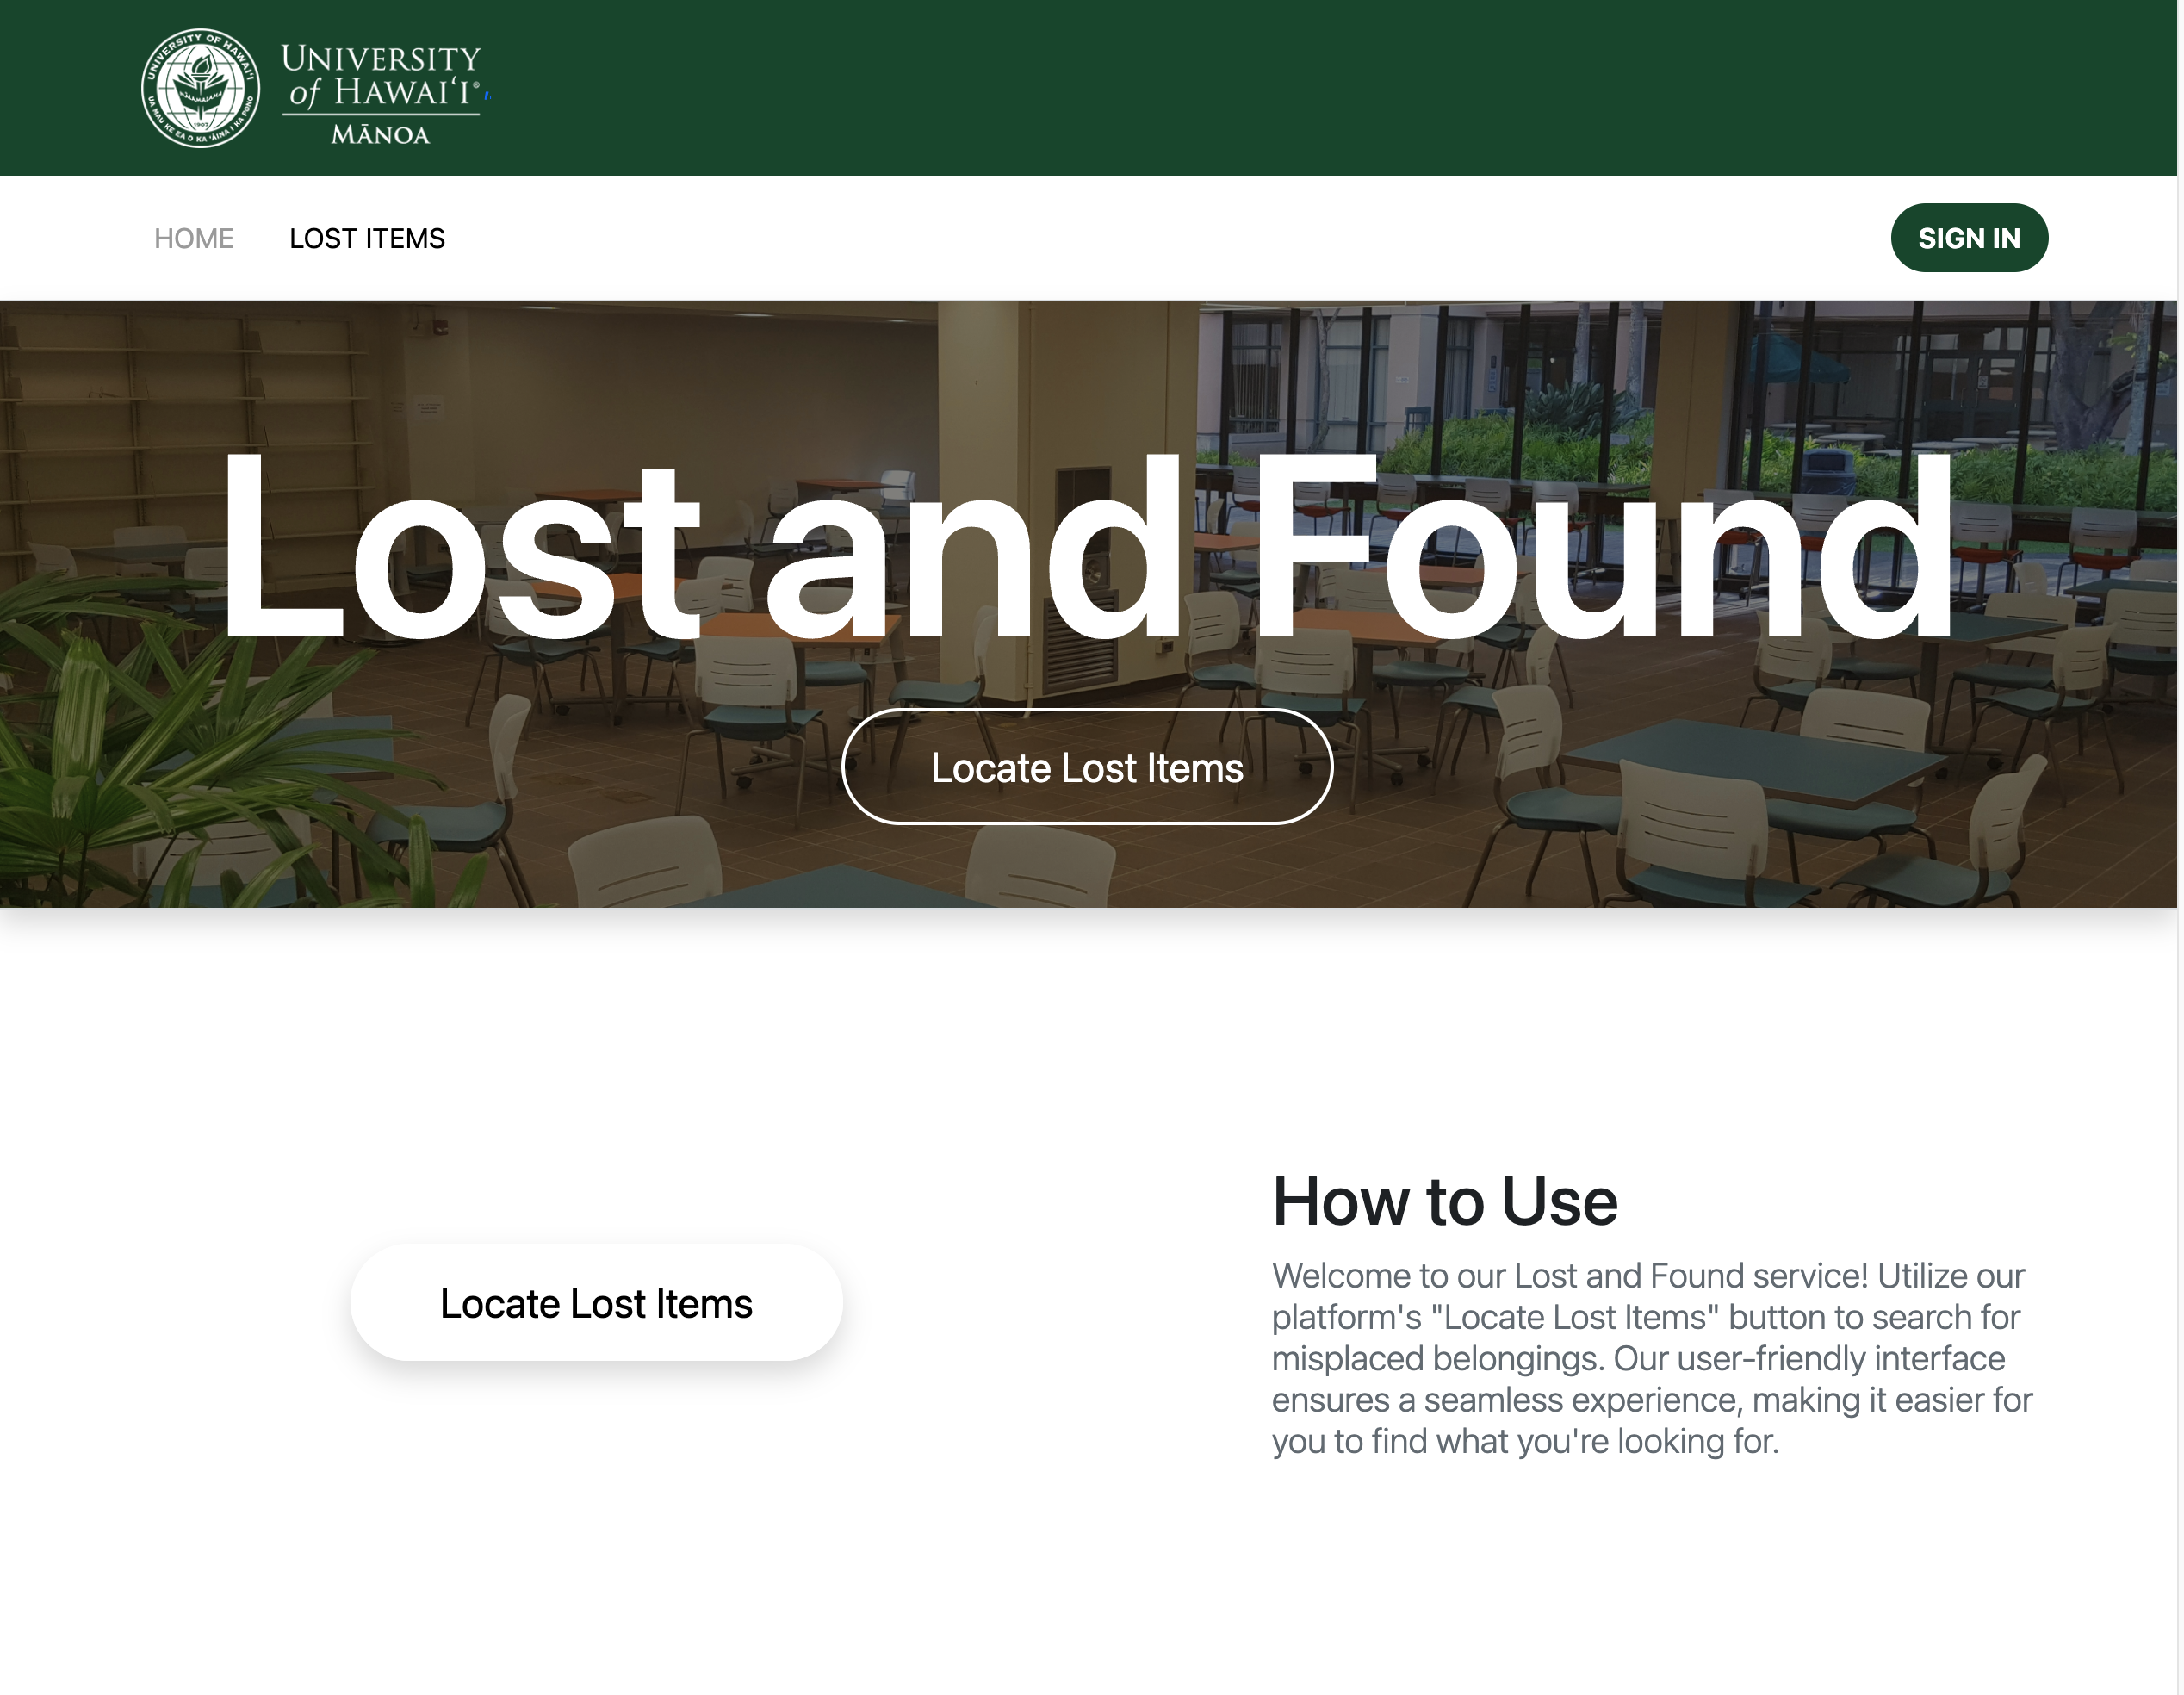 UNIVERSITY OF HAWAI‘I
MĀLAMALAMA
1907
UA MAU KE EA O KA ‘ĀINA I KA PONO
UNIVERSITY
of HAWAI‘I®
MĀNOA
HOME LOST ITEMS SIGN IN
Lost and Found
Locate Lost Items
Locate Lost Items
How to Use
Welcome to our Lost and Found service! Utilize our
platform's "Locate Lost Items" button to search for
misplaced belongings. Our user-friendly interface
ensures a seamless experience, making it easier for
you to find what you're looking for.